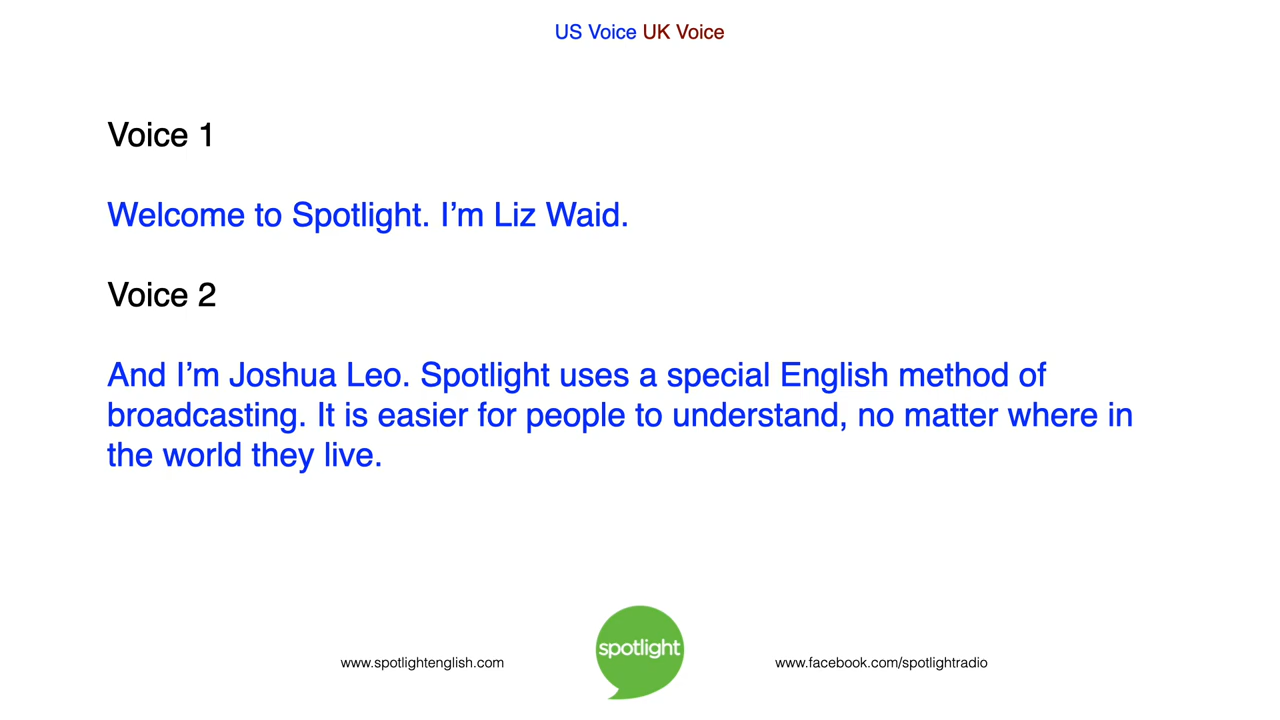 US Voice UK Voice
Voice 1
Welcome to Spotlight. I’m Liz Waid.
Voice 2
And I’m Joshua Leo. Spotlight uses a special English method of
broadcasting. It is easier for people to understand, no matter where in
the world they live.
spotlight
www.spotlightenglish.com
www.facebook.com/spotlightradio